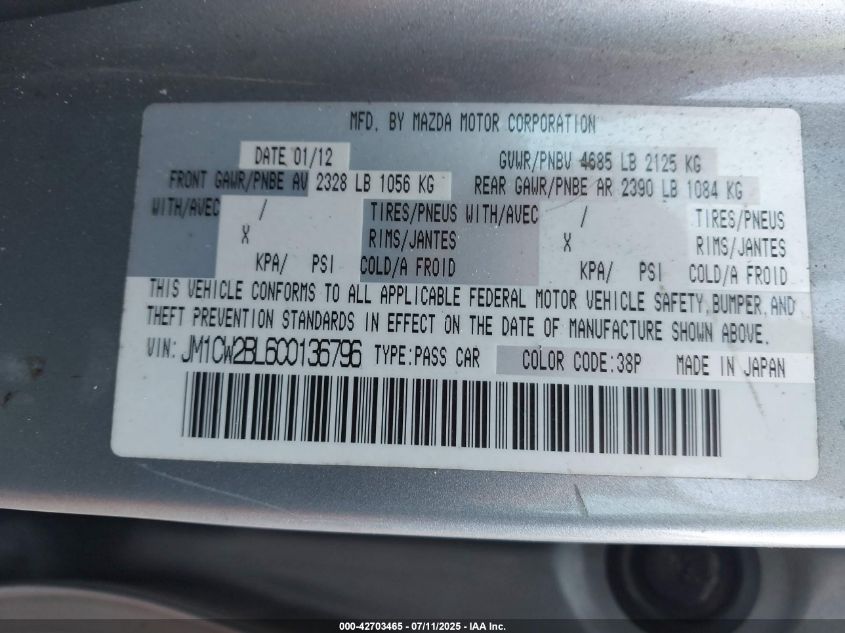 MFD. BY MAZDA MOTOR CORPORATION
DATE 01/12 GVWR/PNBV 4685 LB 2125 KG
FRONT GAWR/PNBE AV 2328 LB 1056 KG REAR GAWR/PNBE AR 2390 LB 1084 KG
WITH/AVEC / TIRES/PNEUS WITH/AVEC / TIRES/PNEUS
X RIMS/JANTES X RIMS/JANTES
KPA/ PSI COLD/A FROID KPA/ PSI COLD/A FROID
THIS VEHICLE CONFORMS TO ALL APPLICABLE FEDERAL MOTOR VEHICLE SAFETY, BUMPER, AND
THEFT PREVENTION STANDARDS IN EFFECT ON THE DATE OF MANUFACTURE SHOWN ABOVE.
VIN: JM1CW2BL6C0136796 TYPE:PASS CAR COLOR CODE:38P MADE IN JAPAN
000-42703465 - 07/11/2025 - IAA Inc.